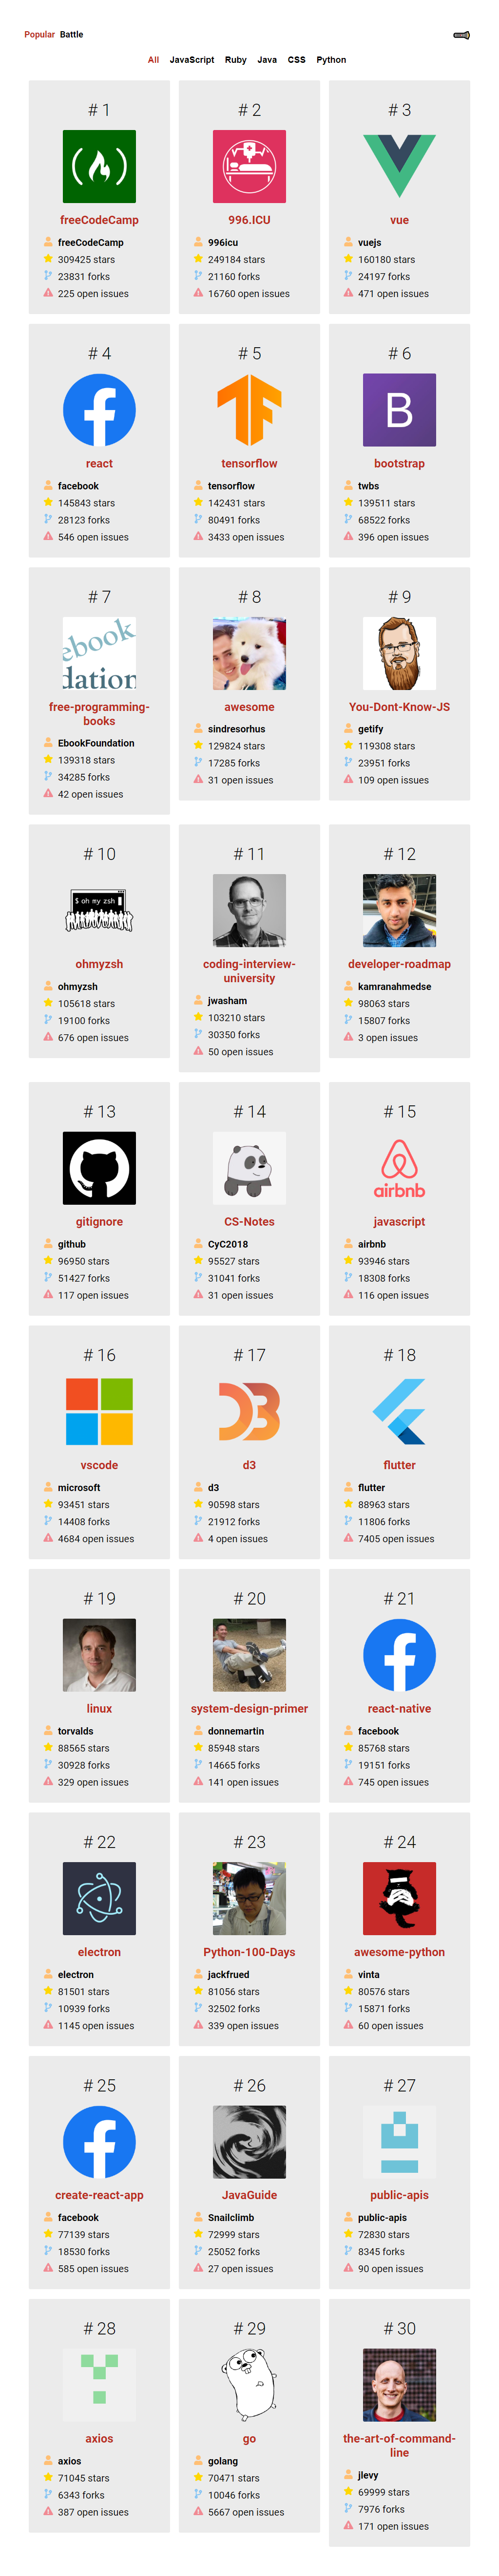 Popular Battle
All JavaScript Ruby Java CSS Python
# 1
freeCodeCamp
freeCodeCamp
309425 stars
23831 forks
225 open issues
# 2
996.ICU
996icu
249184 stars
21160 forks
16760 open issues
# 3
vue
vuejs
160180 stars
24197 forks
471 open issues
# 4
react
facebook
145843 stars
28123 forks
546 open issues
# 5
tensorflow
tensorflow
142431 stars
80491 forks
3433 open issues
# 6
B
bootstrap
twbs
139511 stars
68522 forks
396 open issues
# 7
ebook
dation
free-programming-
books
EbookFoundation
139318 stars
34285 forks
42 open issues
# 8
awesome
sindresorhus
129824 stars
17285 forks
31 open issues
# 9
You-Dont-Know-JS
getify
119308 stars
23951 forks
109 open issues
# 10
$ oh my zsh
ohmyzsh
ohmyzsh
105618 stars
19100 forks
676 open issues
# 11
coding-interview-
university
jwasham
103210 stars
30350 forks
50 open issues
# 12
developer-roadmap
kamranahmedse
98063 stars
15807 forks
3 open issues
# 13
gitignore
github
96950 stars
51427 forks
117 open issues
# 14
CS-Notes
CyC2018
95527 stars
31041 forks
31 open issues
# 15
airbnb
javascript
airbnb
93946 stars
18308 forks
116 open issues
# 16
vscode
microsoft
93451 stars
14408 forks
4684 open issues
# 17
D3
d3
d3
90598 stars
21912 forks
4 open issues
# 18
flutter
flutter
88963 stars
11806 forks
7405 open issues
# 19
linux
torvalds
88565 stars
30928 forks
329 open issues
# 20
system-design-primer
donnemartin
85948 stars
14665 forks
141 open issues
# 21
react-native
facebook
85768 stars
19151 forks
745 open issues
# 22
electron
electron
81501 stars
10939 forks
1145 open issues
# 23
Python-100-Days
jackfrued
81056 stars
32502 forks
339 open issues
# 24
awesome-python
vinta
80576 stars
15871 forks
60 open issues
# 25
create-react-app
facebook
77139 stars
18530 forks
585 open issues
# 26
JavaGuide
Snailclimb
72999 stars
25052 forks
27 open issues
# 27
public-apis
public-apis
72830 stars
8345 forks
90 open issues
# 28
axios
axios
71045 stars
6343 forks
387 open issues
# 29
go
golang
70471 stars
10046 forks
5667 open issues
# 30
the-art-of-command-
line
jlevy
69999 stars
7976 forks
171 open issues